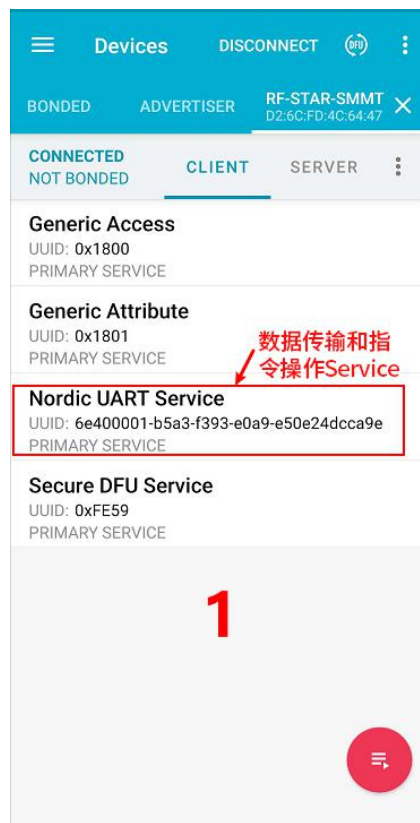 Devices DISCONNECT DFU
BONDED ADVERTISER RF-STAR-SMMT
D2:6C:FD:4C:64:47
CONNECTED
NOT BONDED
CLIENT SERVER
Generic Access
UUID: 0x1800
PRIMARY SERVICE
Generic Attribute
UUID: 0x1801
PRIMARY SERVICE
数据传输和指
令操作Service
Nordic UART Service
UUID: 6e400001-b5a3-f393-e0a9-e50e24dcca9e
PRIMARY SERVICE
Secure DFU Service
UUID: 0xFE59
PRIMARY SERVICE
1